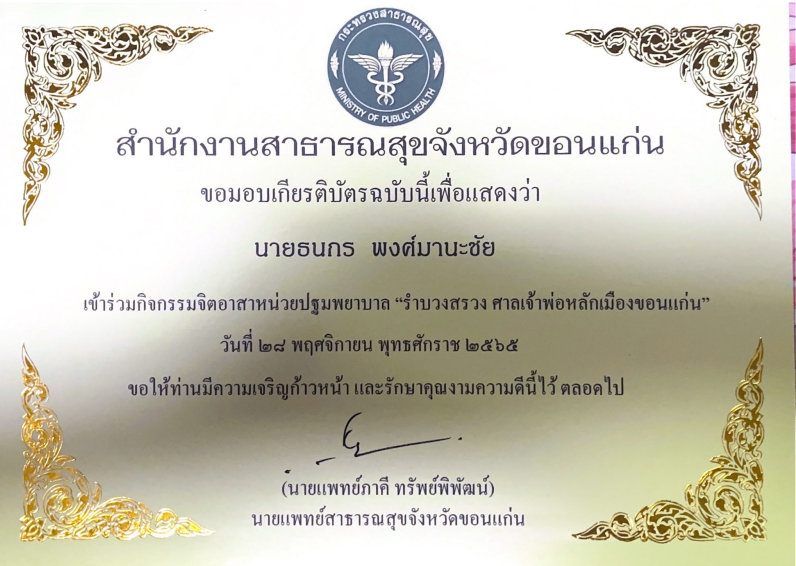 กระทรวงสาธารณสุข
MINISTRY OF PUBLIC HEALTH
สำนักงานสาธารณสุขจังหวัดขอนแก่น
ขอมอบเกียรติบัตรฉบับนี้เพื่อแสดงว่า
นายธนกร พงศ์มานะชัย
เข้าร่วมกิจกรรมจิตอาสาหน่วยปฐมพยาบาล “รำบวงสรวง ศาลเจ้าพ่อหลักเมืองขอนแก่น”
วันที่ ๒๘ พฤศจิกายน พุทธศักราช ๒๕๖๕
ขอให้ท่านมีความเจริญก้าวหน้า และรักษาคุณงามความดีนี้ไว้ ตลอดไป
(นายแพทย์ภาคี ทรัพย์พิพัฒน์)
นายแพทย์สาธารณสุขจังหวัดขอนแก่น